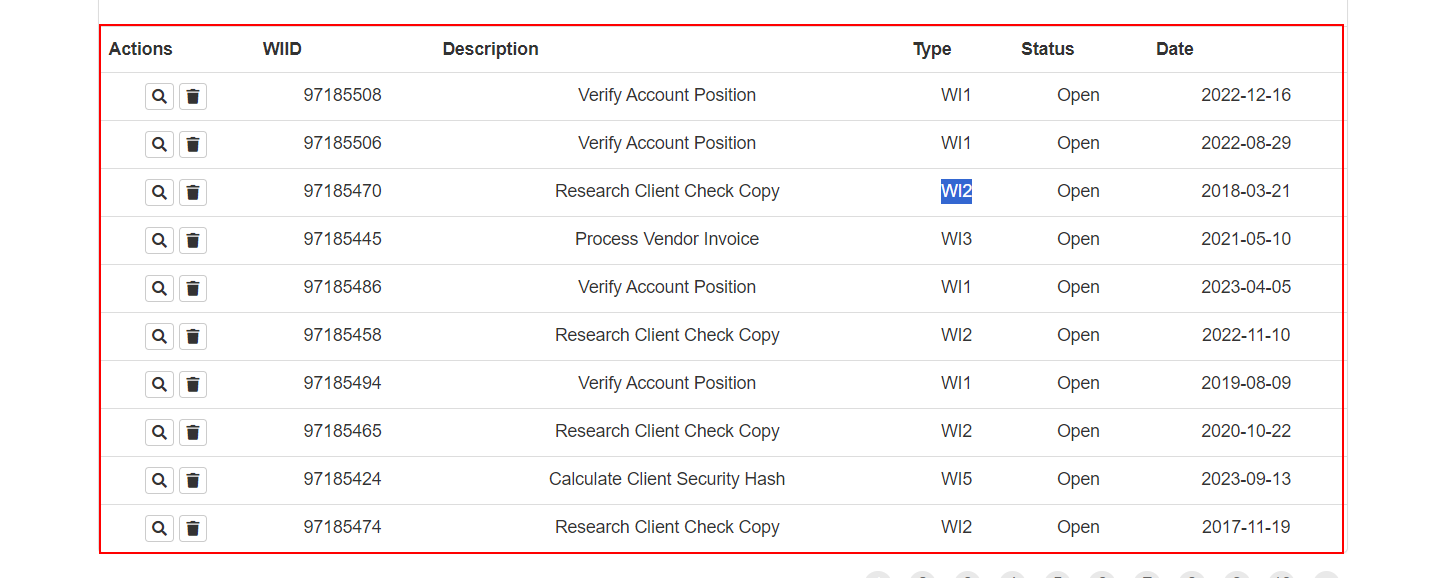 Actions WIID Description Type Status Date
97185508 Verify Account Position WI1 Open 2022-12-16
97185506 Verify Account Position WI1 Open 2022-08-29
97185470 Research Client Check Copy WI2 Open 2018-03-21
97185445 Process Vendor Invoice WI3 Open 2021-05-10
97185486 Verify Account Position WI1 Open 2023-04-05
97185458 Research Client Check Copy WI2 Open 2022-11-10
97185494 Verify Account Position WI1 Open 2019-08-09
97185465 Research Client Check Copy WI2 Open 2020-10-22
97185424 Calculate Client Security Hash WI5 Open 2023-09-13
97185474 Research Client Check Copy WI2 Open 2017-11-19